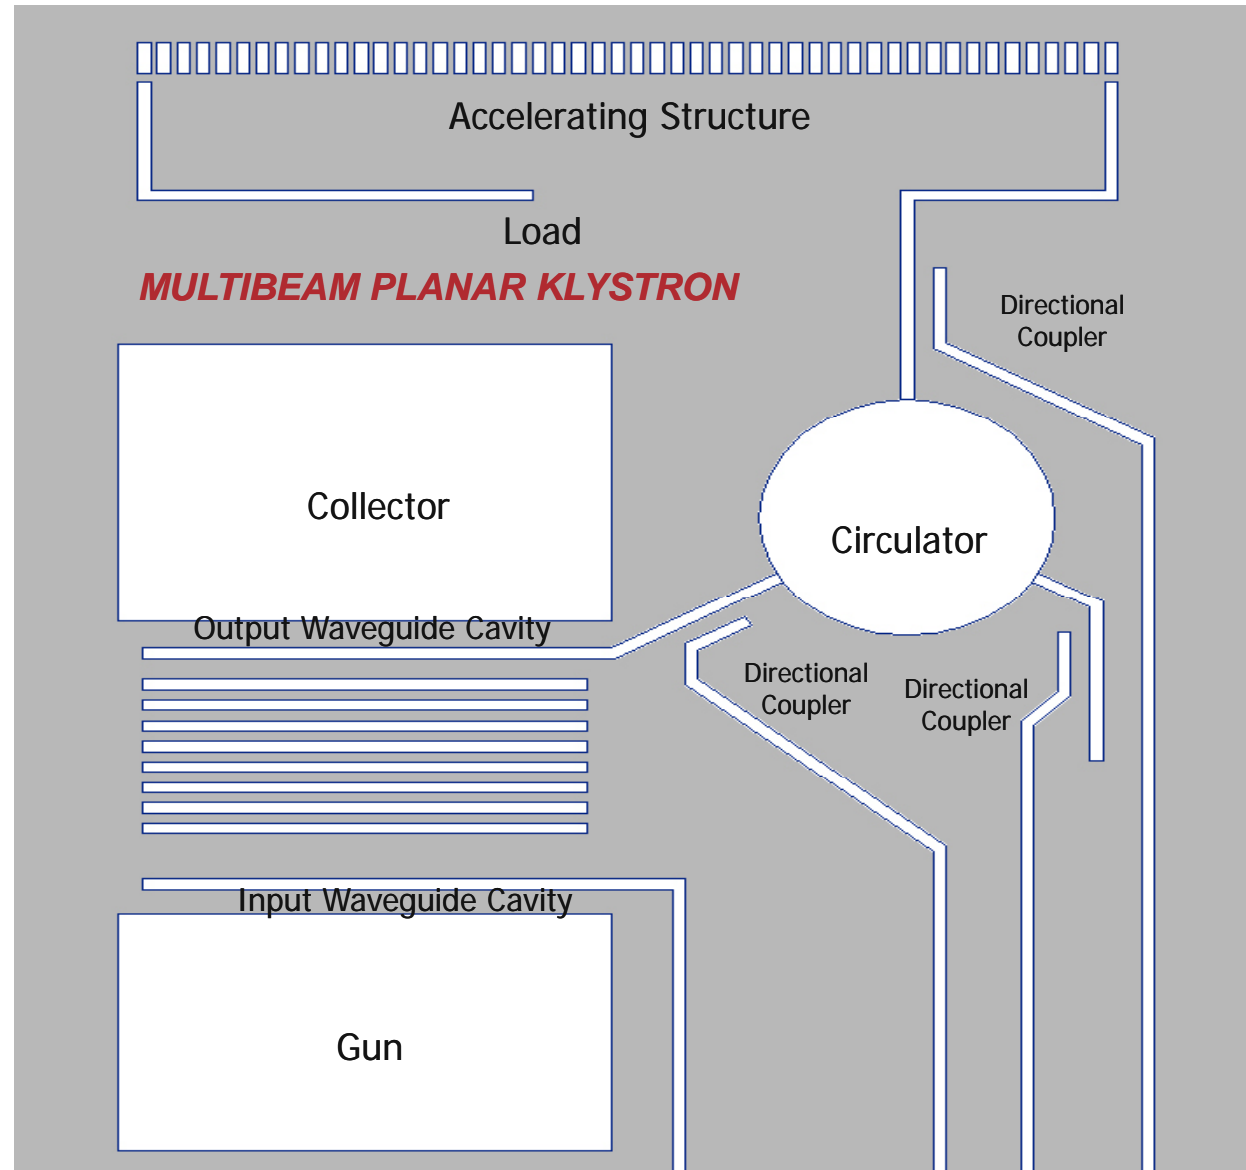 Accelerating Structure
Load
MULTIBEAM PLANAR KLYSTRON
Directional
Coupler
Collector
Circulator
Output Waveguide Cavity
Directional
Coupler
Directional
Coupler
Input Waveguide Cavity
Gun